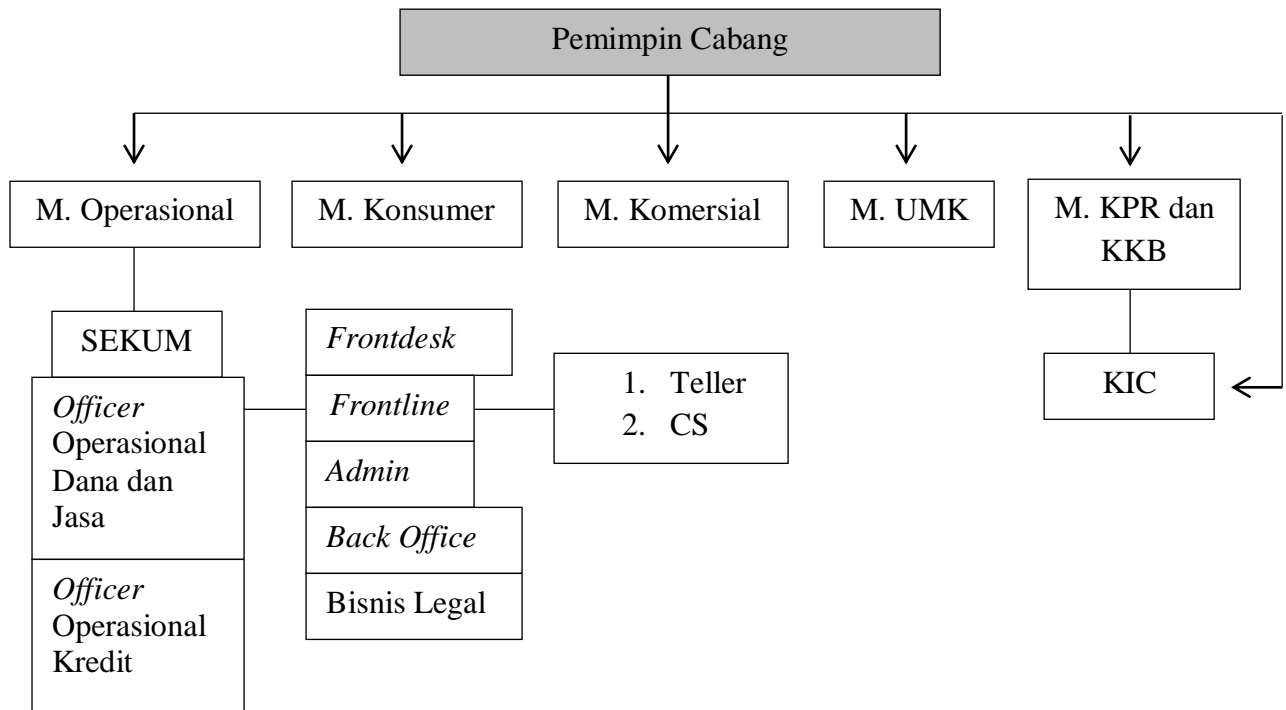 Pemimpin Cabang
M. Operasional
M. Konsumer
M. Komersial
M. UMK
M. KPR dan
KKB
SEKUM
Officer
Operasional
Dana dan
Jasa
Officer
Operasional
Kredit
Frontdesk
Frontline
Admin
Back Office
Bisnis Legal
1. Teller
2. CS
KIC